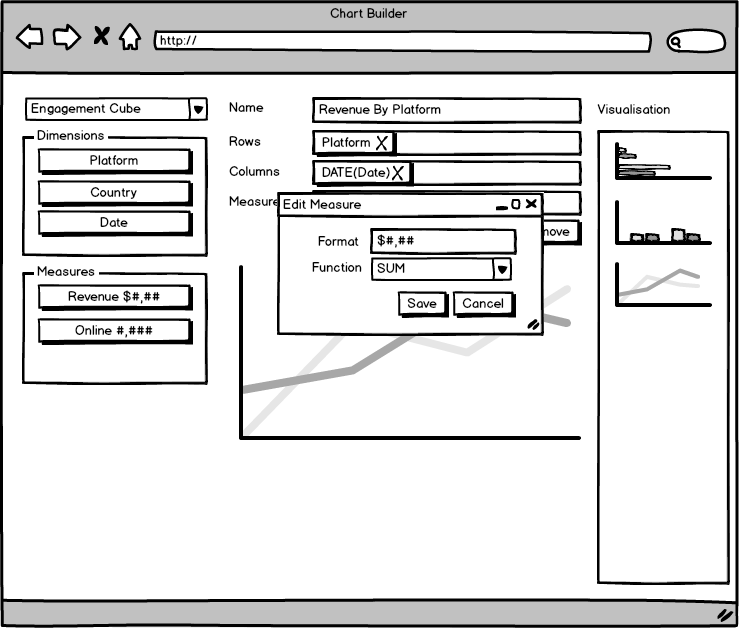 Chart Builder
http://
Engagement Cube
Dimensions
Platform
Country
Date
Measures
Revenue $#,##
Online #,###
Name
Revenue By Platform
Rows
Platform X
Columns
DATE(Date) X
Measure
move
Edit Measure
Format
$#,##
Function
SUM
Save
Cancel
Visualisation